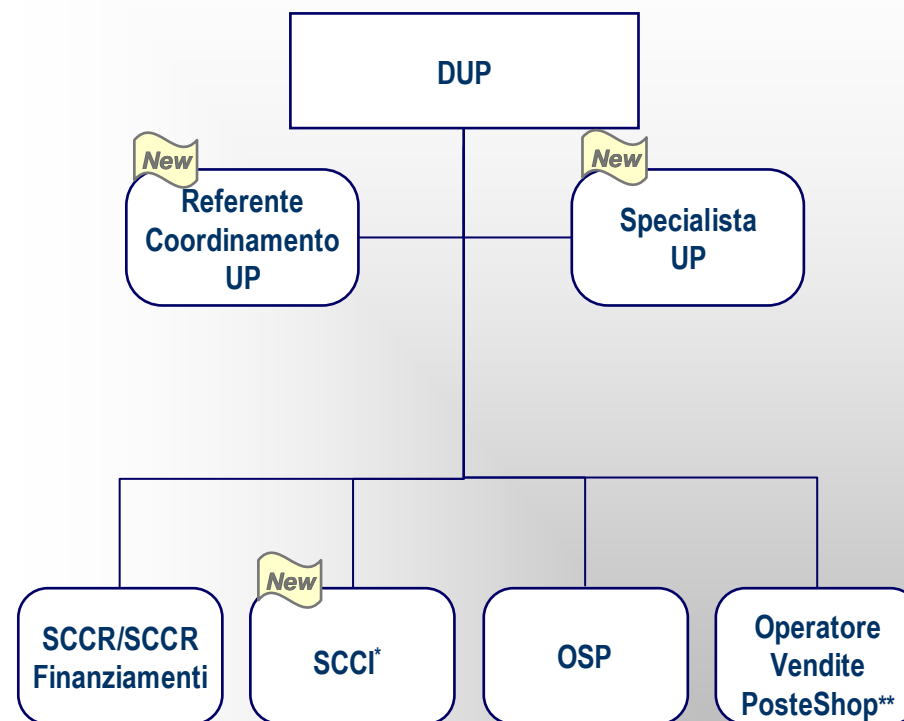 DUP
New
Referente
Coordinamento
UP
New
Specialista
UP
SCCR/SCCR
Finanziamenti
New
SCCI*
OSP
Operatore
Vendite
PosteShop**